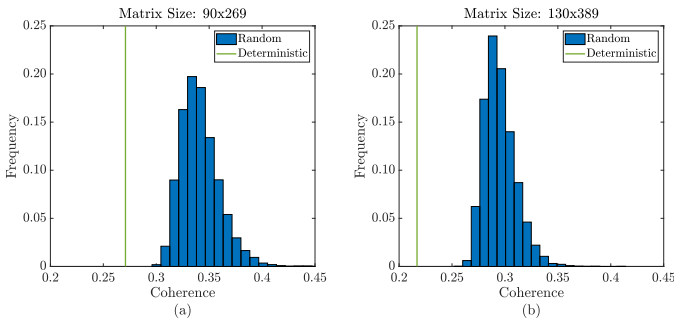 Matrix Size: 90x269
Random
Deterministic
Frequency
0.25
0.20
0.15
0.10
0.05
0
0.2
0.25
0.3
0.35
0.4
0.45
Coherence
(a)
Matrix Size: 130x389
Random
Deterministic
Frequency
0.25
0.20
0.15
0.10
0.05
0
0.2
0.25
0.3
0.35
0.4
0.45
Coherence
(b)